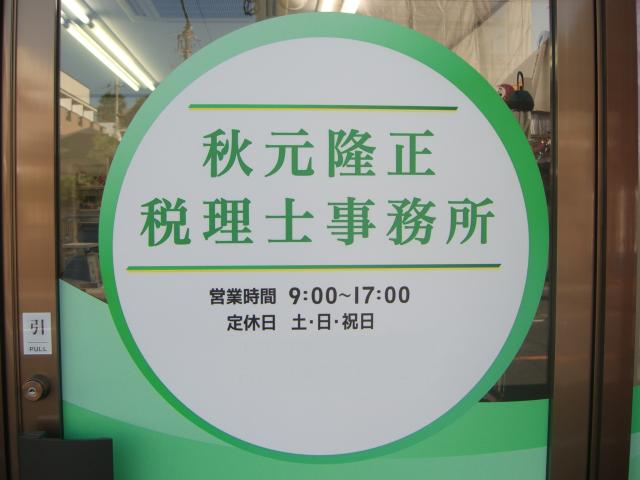 秋元隆正
税理士事務所
営業時間 9:00~17:00
定休日 土・日・祝日
引
PULL